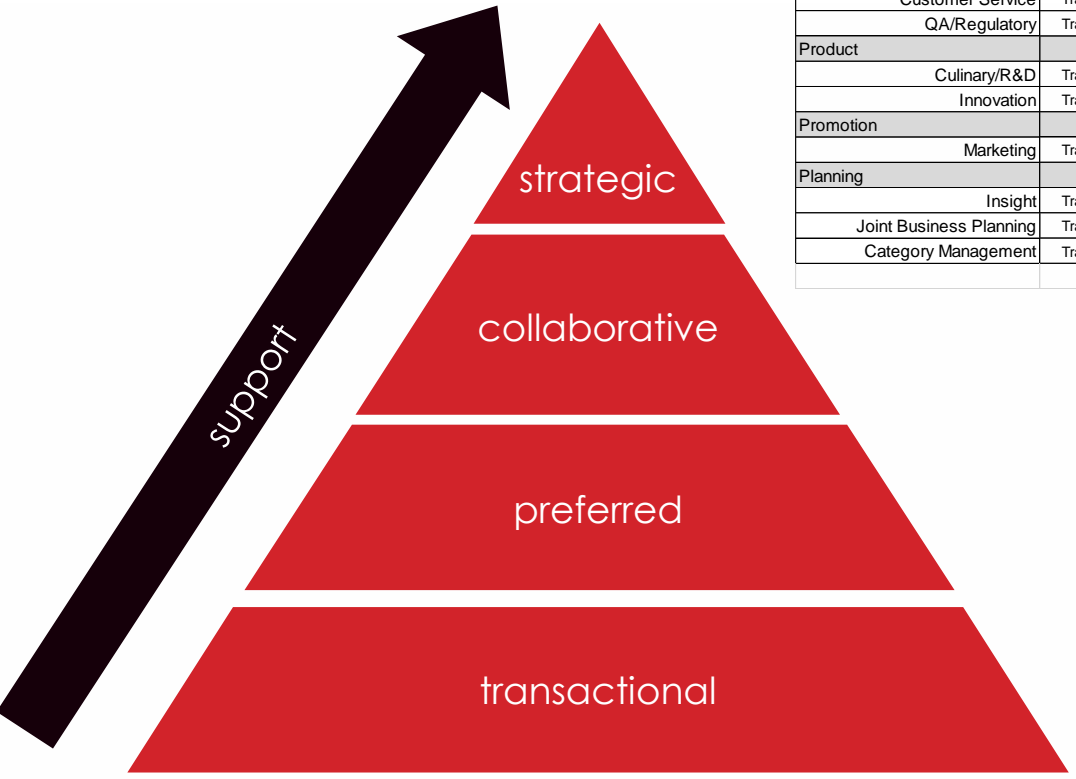 strategic
collaborative
preferred
transactional
support
QA/Regulatory
Product
Culinary/R&D
Innovation
Promotion
Marketing
Planning
Insight
Joint Business Planning
Category Management